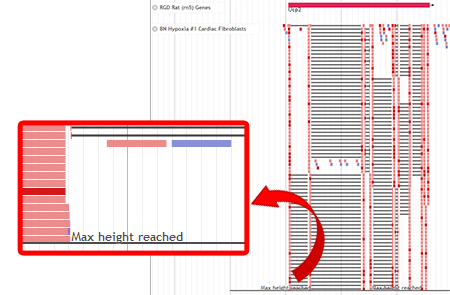 RGD Rat (rn5) Genes
Usp2
BN Hypoxia #1 Cardiac Fibroblasts
Max height reached
Max height reached
Max height reached